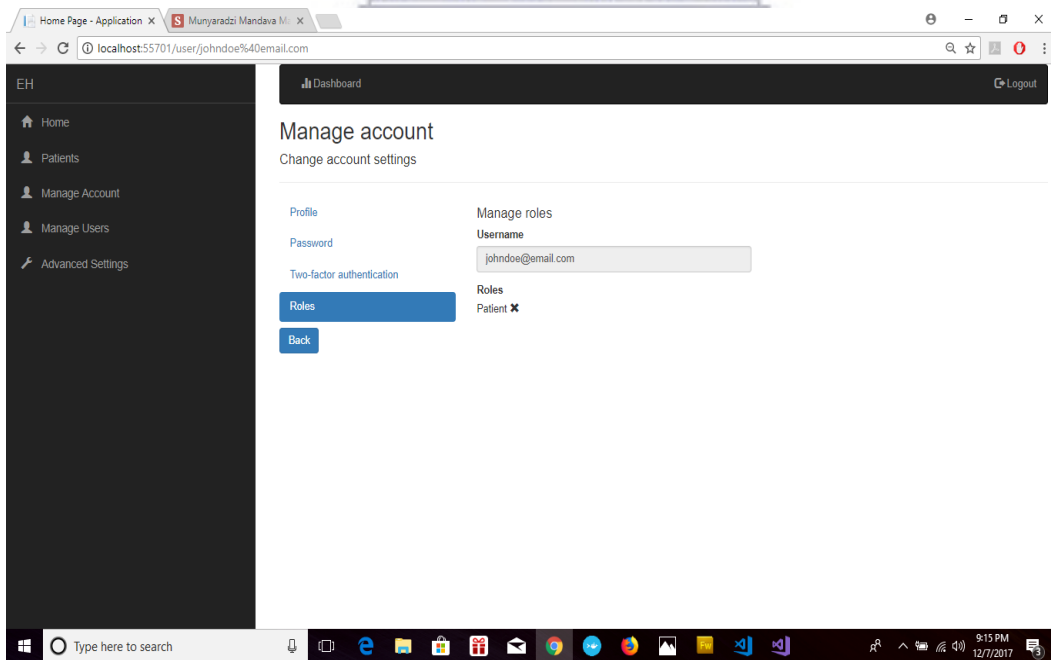 Home Page - Application
S Munyaradzi Mandava M
localhost:55701/user/johndoe%40email.com
EH
Dashboard
Logout
Home
Patients
Manage Account
Manage Users
Advanced Settings
Manage account
Change account settings
Profile
Password
Two-factor authentication
Roles
Back
Manage roles
Username
johndoe@email.com
Roles
Patient
Type here to search
Fw
9:15 PM
12/7/2017
3